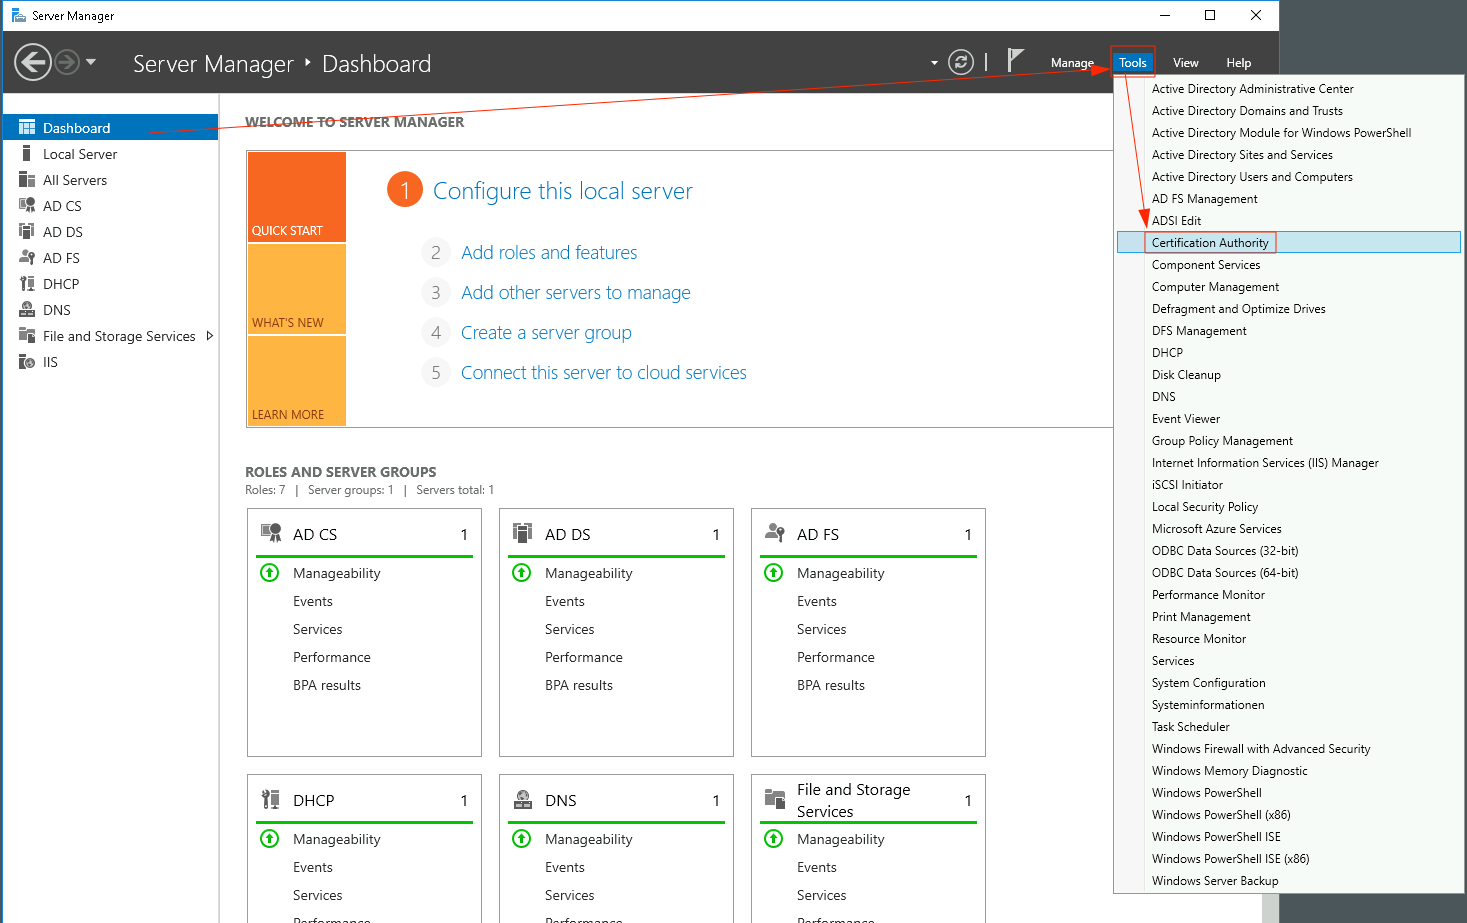 Server Manager
Server Manager ‣ Dashboard
Manage
Tools
View
Help
Dashboard
Local Server
All Servers
AD CS
AD DS
AD FS
DHCP
DNS
File and Storage Services
IIS
WELCOME TO SERVER MANAGER
QUICK START
WHAT'S NEW
LEARN MORE
1 Configure this local server
2 Add roles and features
3 Add other servers to manage
4 Create a server group
5 Connect this server to cloud services
ROLES AND SERVER GROUPS
Roles: 7 | Server groups: 1 | Servers total: 1
AD CS 1
Manageability
Events
Services
Performance
BPA results
AD DS 1
Manageability
Events
Services
Performance
BPA results
AD FS 1
Manageability
Events
Services
Performance
BPA results
DHCP 1
Manageability
Events
Services
Performance
DNS 1
Manageability
Events
Services
Performance
File and Storage
Services 1
Manageability
Events
Services
Performance
Active Directory Administrative Center
Active Directory Domains and Trusts
Active Directory Module for Windows PowerShell
Active Directory Sites and Services
Active Directory Users and Computers
AD FS Management
ADSI Edit
Certification Authority
Component Services
Computer Management
Defragment and Optimize Drives
DFS Management
DHCP
Disk Cleanup
DNS
Event Viewer
Group Policy Management
Internet Information Services (IIS) Manager
iSCSI Initiator
Local Security Policy
Microsoft Azure Services
ODBC Data Sources (32-bit)
ODBC Data Sources (64-bit)
Performance Monitor
Print Management
Resource Monitor
Services
System Configuration
Systeminformationen
Task Scheduler
Windows Firewall with Advanced Security
Windows Memory Diagnostic
Windows PowerShell
Windows PowerShell (x86)
Windows PowerShell ISE
Windows PowerShell ISE (x86)
Windows Server Backup